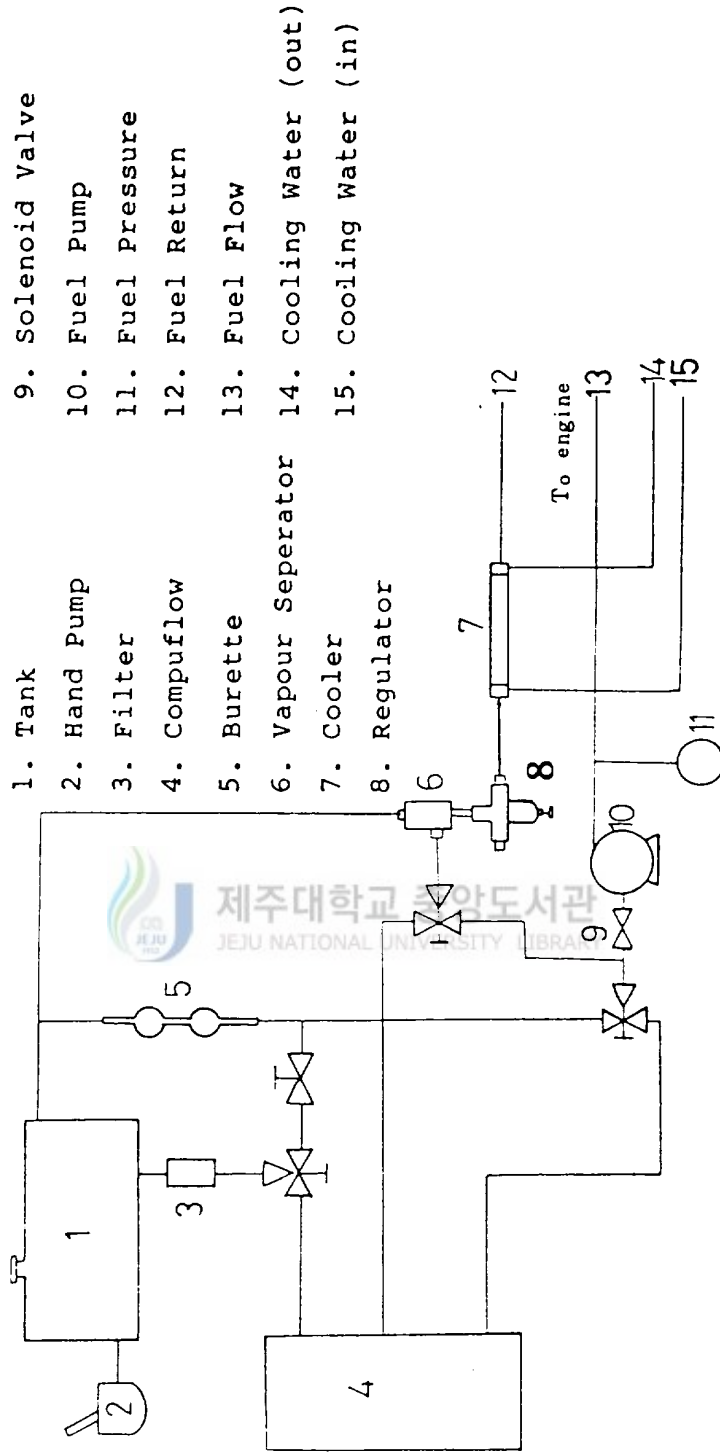 1. Tank
2. Hand Pump
3. Filter
4. Compuflow
5. Burette
6. Vapour Seperator
7. Cooler
8. Regulator
9. Solenoid Valve
10. Fuel Pump
11. Fuel Pressure
12. Fuel Return
13. Fuel Flow
14. Cooling Water (out)
15. Cooling Water (in)
1
2
3
4
5
6
7
8
9
10
11
12
To engine
13
14
15
제주대학교 중앙도서관
JEJU NATIONAL UNIVERSITY LIBRARY
JEJU
1952